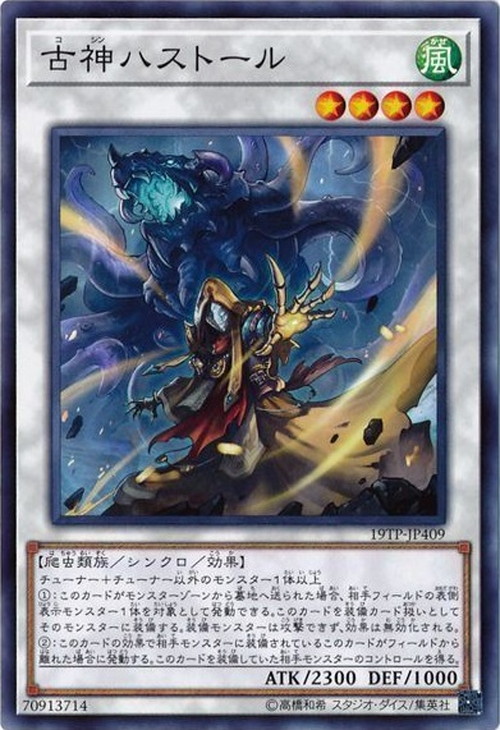 古神ハストール
風
19TP-JP409
【爬虫類族／シンクロ／効果】
チューナー＋チューナー以外のモンスター1体以上
①：このカードがモンスターゾーンから墓地へ送られた場合、相手フィールドの表側
表示モンスター1体を対象として発動できる。このカードを装備カード扱いとして
そのモンスターに装備する。装備モンスターは攻撃できず、効果は無効化される。
②：このカードの効果で相手モンスターに装備されているこのカードがフィールドから
離れた場合に発動する。このカードを装備していた相手モンスターのコントロールを得る。
ATK/2300 DEF/1000
70913714
©高橋和希 スタジオ・ダイス/集英社